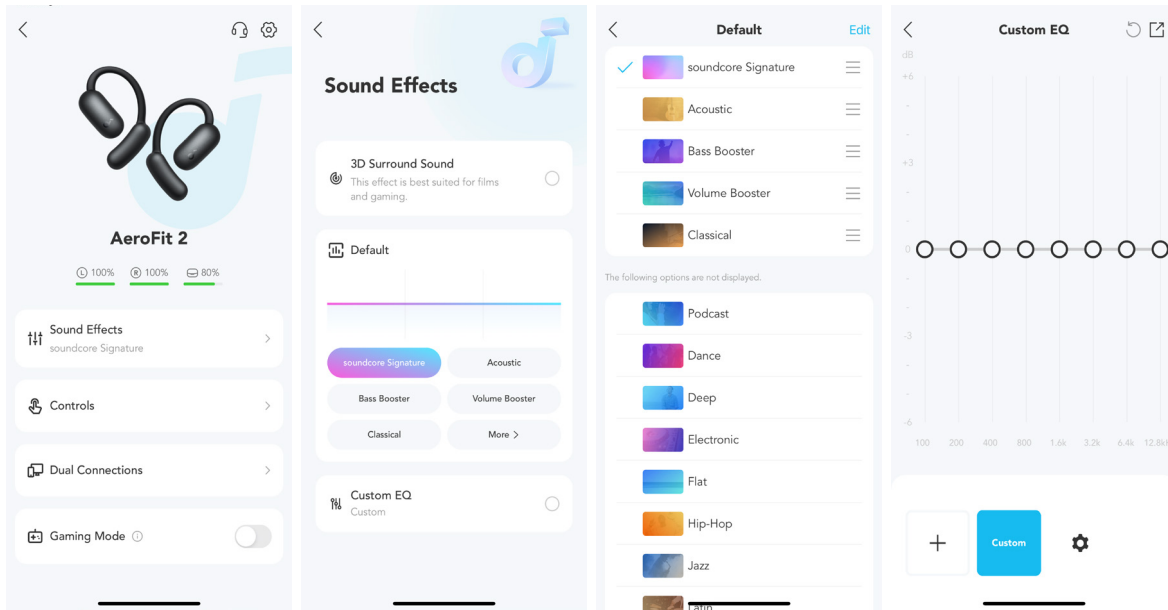 AeroFit 2
L 100% R 100% 80%
Sound Effects
soundcore Signature
Controls
Dual Connections
Gaming Mode
Sound Effects
3D Surround Sound
This effect is best suited for films
and gaming.
Default
soundcore Signature
Acoustic
Bass Booster
Volume Booster
Classical
More >
Custom EQ
Custom
Default
Edit
soundcore Signature
Acoustic
Bass Booster
Volume Booster
Classical
The following options are not displayed.
Podcast
Dance
Deep
Electronic
Flat
Hip-Hop
Jazz
Latin
Custom EQ
dB
+6
+3
0
-3
-6
100 200 400 800 1.6k 3.2k 6.4k 12.8kH
Custom